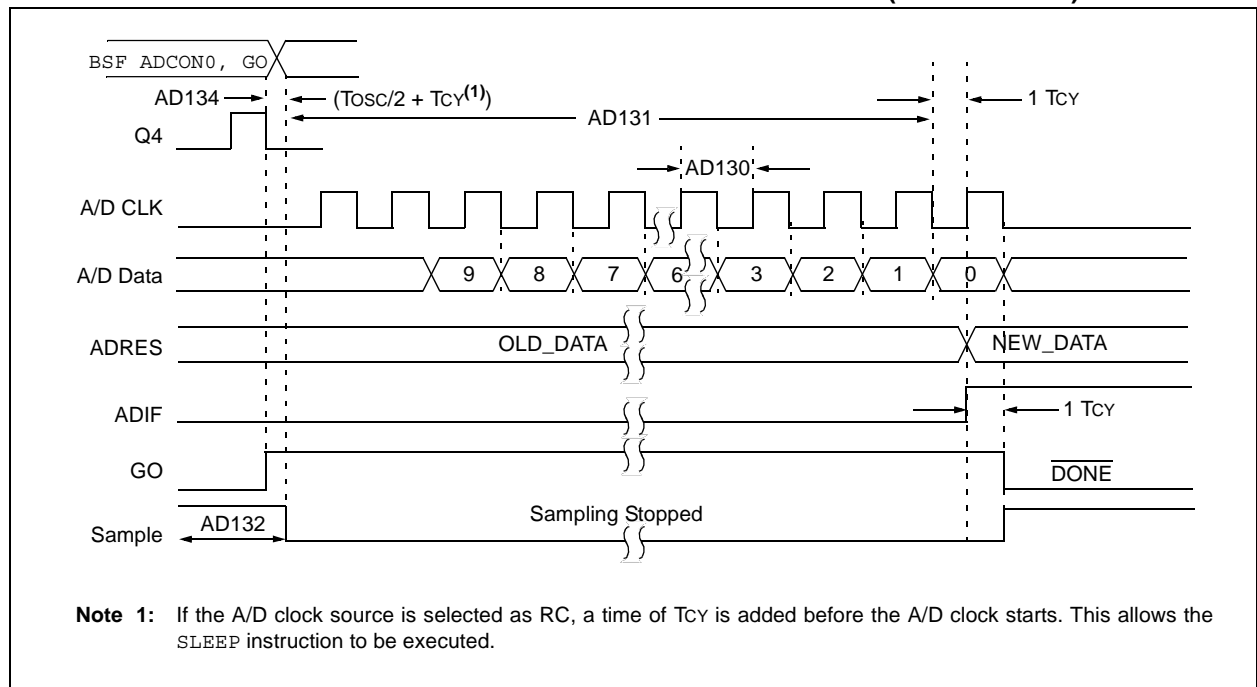 BSF ADCON0, GO
AD134
(TOSC/2 + TCY(1))
1 TCY
AD131
Q4
AD130
A/D CLK
A/D Data
9 8 7 6 3 2 1 0
ADRES
OLD_DATA
NEW_DATA
ADIF
1 TCY
GO
DONE
Sample
AD132
Sampling Stopped
Note 1: If the A/D clock source is selected as RC, a time of TCY is added before the A/D clock starts. This allows the
SLEEP instruction to be executed.